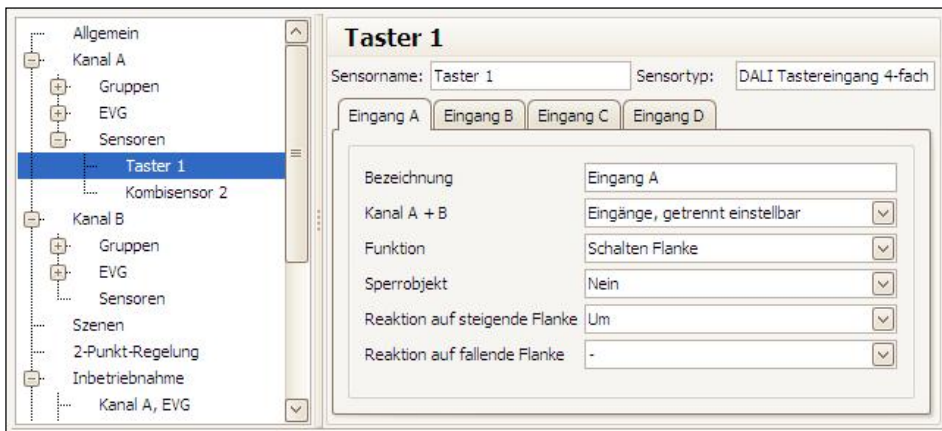 Allgemein
Kanal A
Gruppen
EVG
Sensoren
Taster 1
Kombisensor 2
Kanal B
Gruppen
EVG
Sensoren
Szenen
2-Punkt-Regelung
Inbetriebnahme
Kanal A, EVG
Taster 1
Sensorname: Taster 1 Sensortyp: DALI Tastereingang 4-fach
Eingang A Eingang B Eingang C Eingang D
Bezeichnung Eingang A
Kanal A + B Eingänge, getrennt einstellbar
Funktion Schalten Flanke
Sperrobjekt Nein
Reaktion auf steigende Flanke Um
Reaktion auf fallende Flanke -